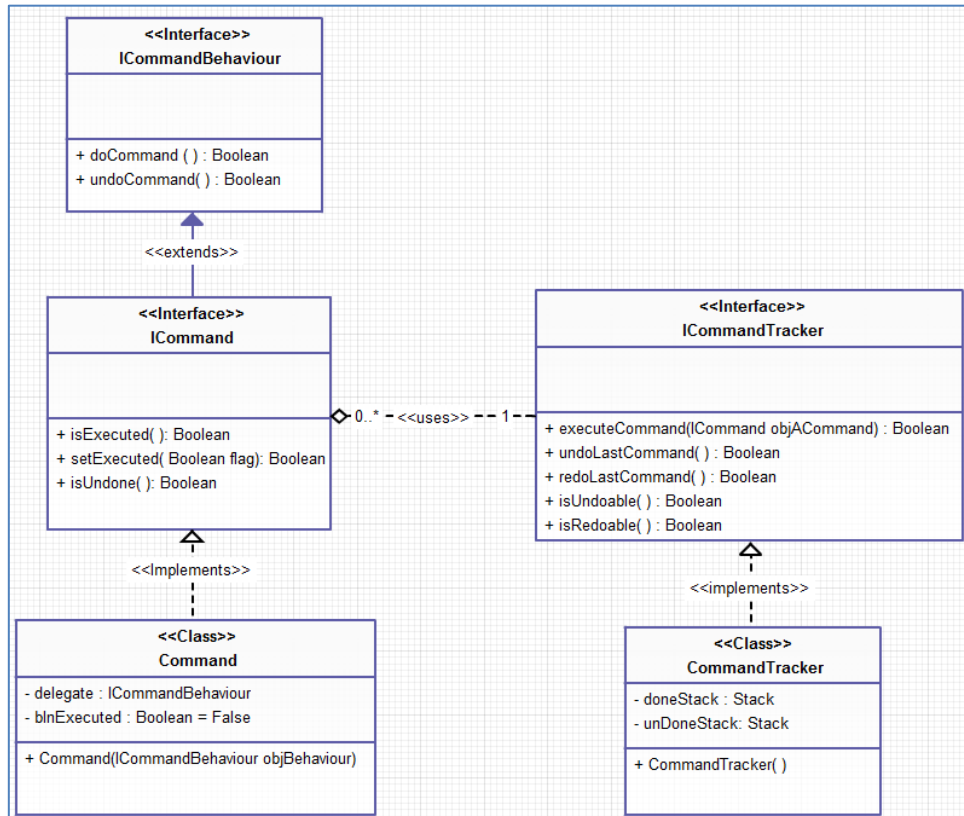 <<Interface>>
ICommandBehaviour
+ doCommand ( ) : Boolean
+ undoCommand( ) : Boolean
<<extends>>
<<Interface>>
ICommand
+ isExecuted( ): Boolean
+ setExecuted( Boolean flag): Boolean
+ isUndone( ): Boolean
0..* <<uses>> 1
<<Interface>>
ICommandTracker
+ executeCommand(ICommand objACommand) : Boolean
+ undoLastCommand( ) : Boolean
+ redoLastCommand( ) : Boolean
+ isUndoable( ) : Boolean
+ isRedoable( ) : Boolean
<<Implements>>
<<implements>>
<<Class>>
Command
- delegate : ICommandBehaviour
- blnExecuted : Boolean = False
+ Command(ICommandBehaviour objBehaviour)
<<Class>>
CommandTracker
- doneStack : Stack
- unDoneStack: Stack
+ CommandTracker( )